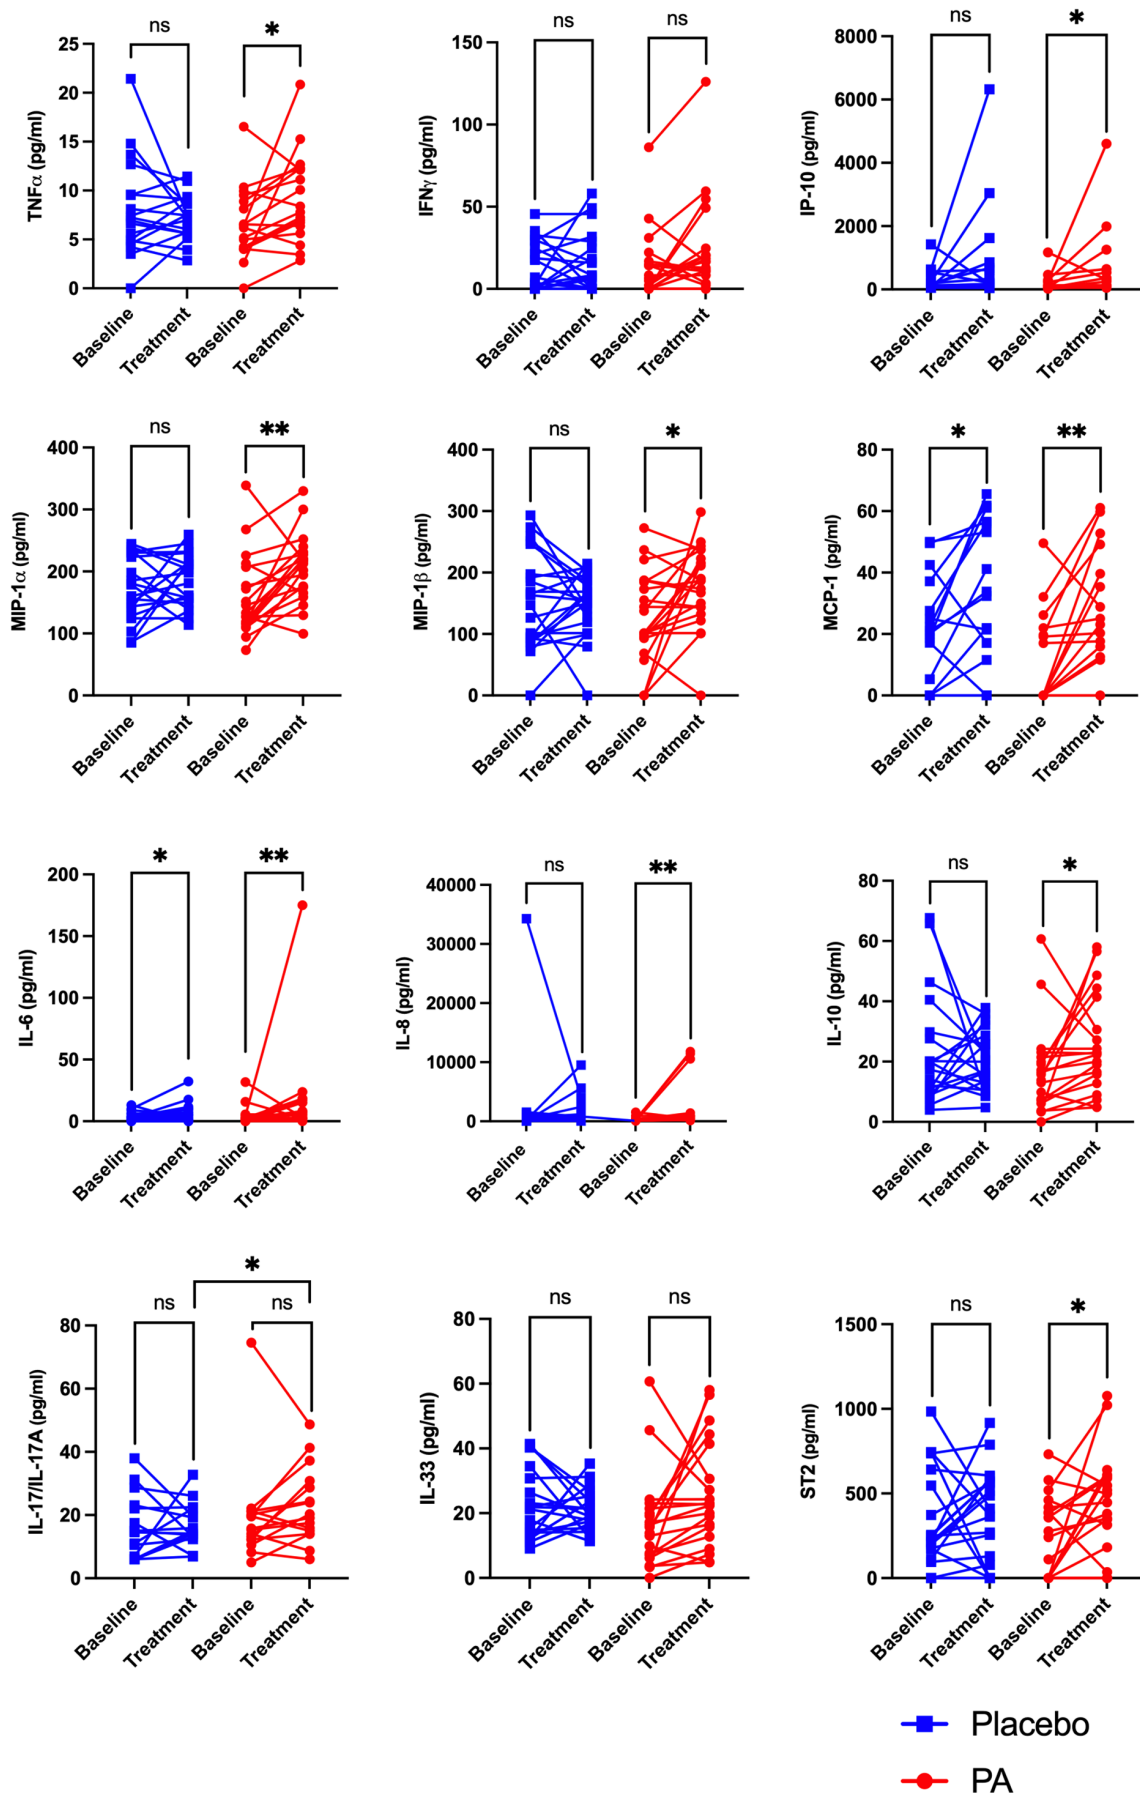 ns *
TNFα (pg/ml)
25
20
15
10
5
0
Baseline Treatment Baseline Treatment
ns ns
IFNγ (pg/ml)
150
100
50
0
Baseline Treatment Baseline Treatment
ns *
IP-10 (pg/ml)
8000
6000
4000
2000
0
Baseline Treatment Baseline Treatment
ns **
MIP-1α (pg/ml)
400
300
200
100
0
Baseline Treatment Baseline Treatment
ns *
MIP-1β (pg/ml)
400
300
200
100
0
Baseline Treatment Baseline Treatment
* **
MCP-1 (pg/ml)
80
60
40
20
0
Baseline Treatment Baseline Treatment
* **
IL-6 (pg/ml)
200
150
100
50
0
Baseline Treatment Baseline Treatment
ns **
IL-8 (pg/ml)
40000
30000
20000
10000
0
Baseline Treatment Baseline Treatment
ns *
IL-10 (pg/ml)
80
60
40
20
0
Baseline Treatment Baseline Treatment
*
ns ns
IL-17/IL-17A (pg/ml)
80
60
40
20
0
Baseline Treatment Baseline Treatment
ns ns
IL-33 (pg/ml)
80
60
40
20
0
Baseline Treatment Baseline Treatment
ns *
ST2 (pg/ml)
1500
1000
500
0
Baseline Treatment Baseline Treatment
Placebo
PA